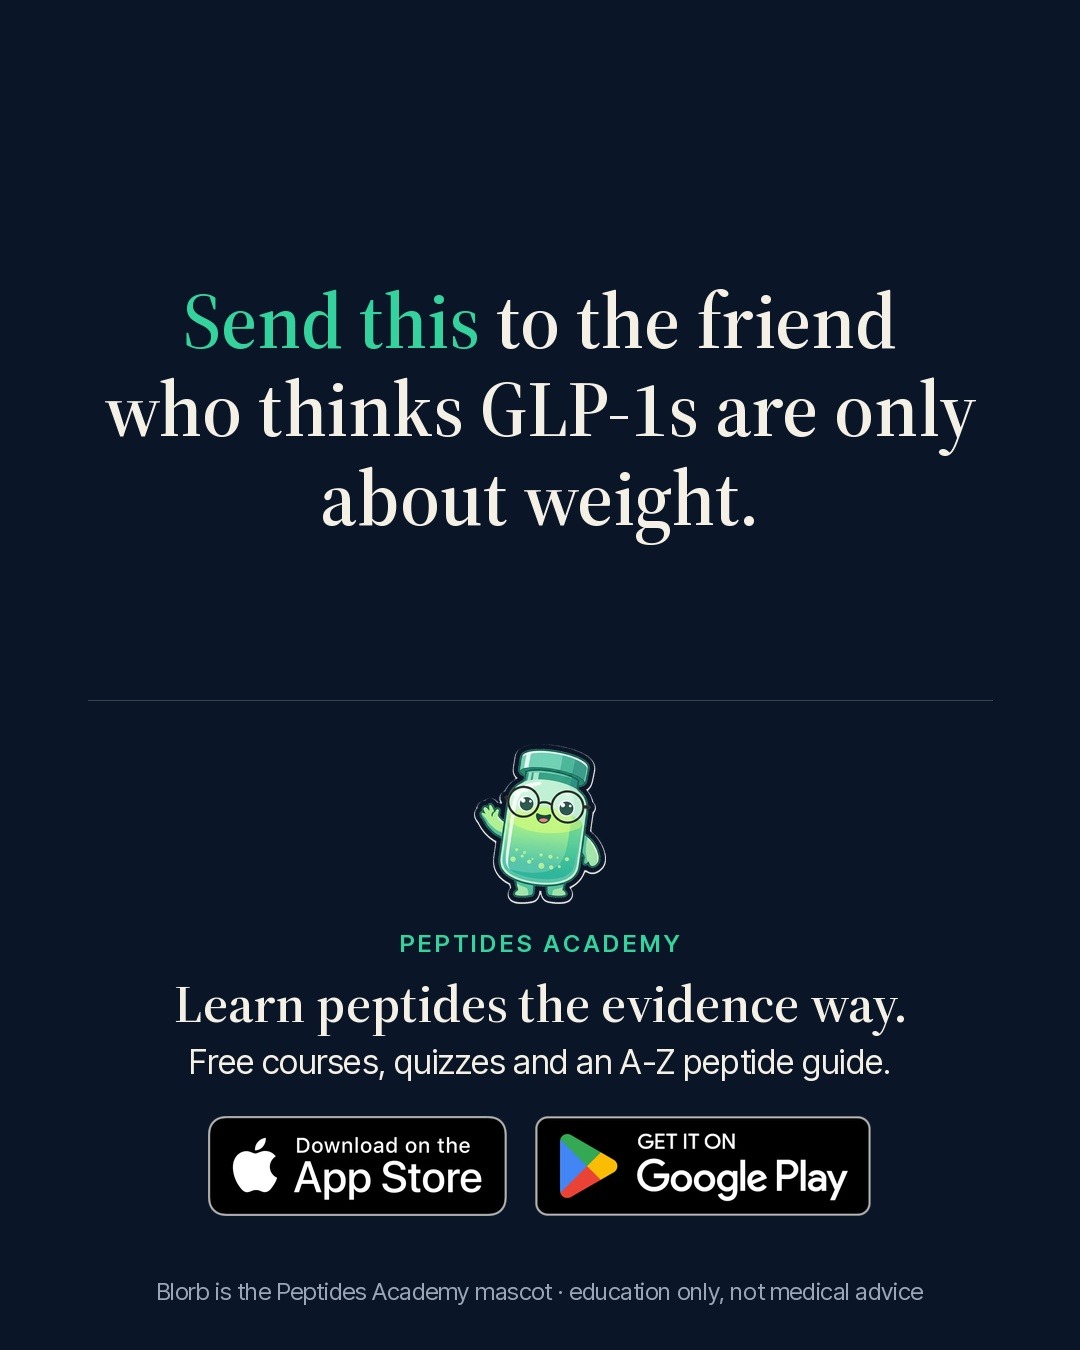 Send this to the friend
who thinks GLP-1s are only
about weight.
PEPTIDES ACADEMY
Learn peptides the evidence way.
Free courses, quizzes and an A-Z peptide guide.
Download on the
App Store
GET IT ON
Google Play
Blorb is the Peptides Academy mascot · education only, not medical advice